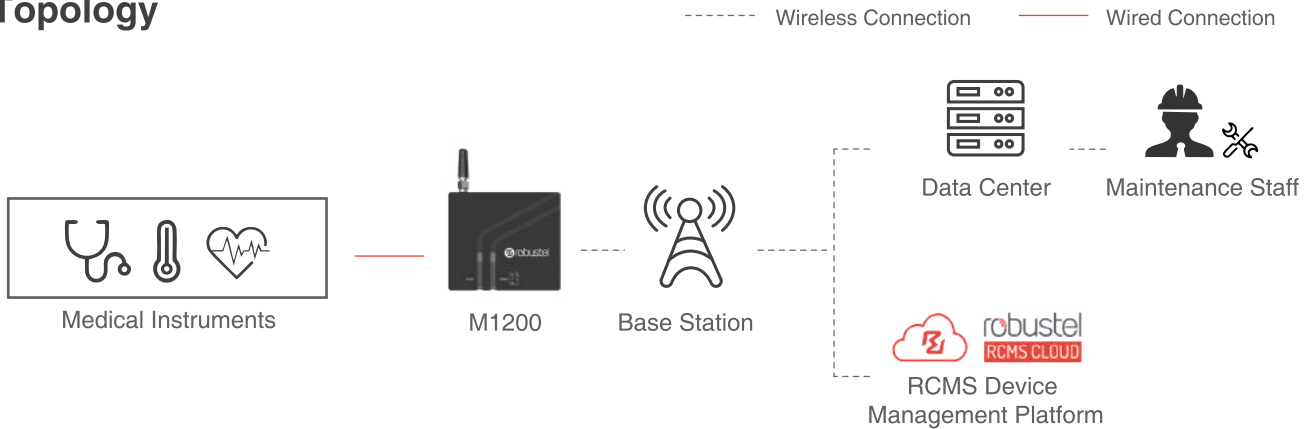 Topology
Wireless Connection
Wired Connection
Data Center
Maintenance Staff
robustel
Medical Instruments
M1200
Base Station
robustel
RCMS CLOUD
RCMS Device
Management Platform